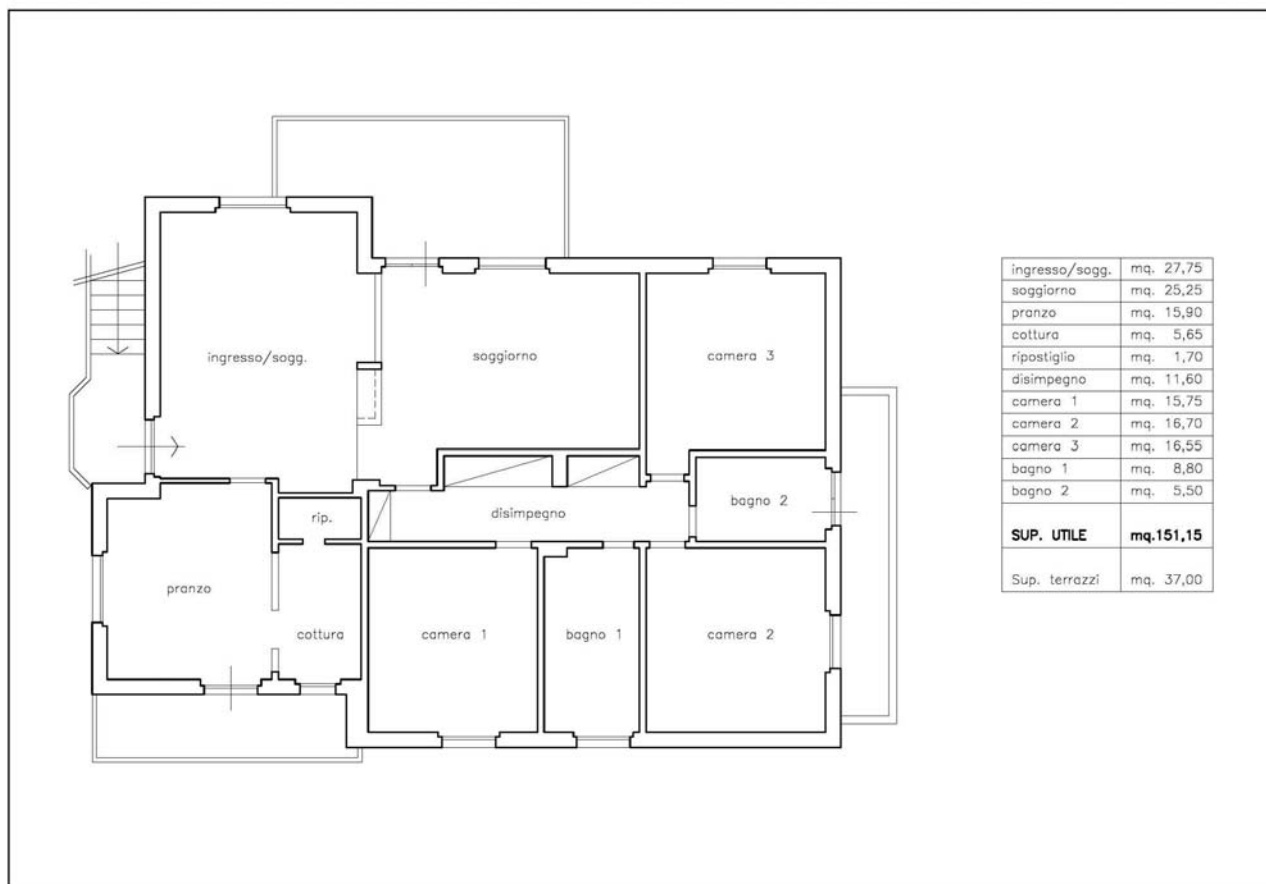 ingresso/sogg.
soggiorno
camera 3
rip.
disimpegno
bagno 2
pranzo
cottura
camera 1
bagno 1
camera 2
ingresso/sogg. mq. 27,75
soggiorno mq. 25,25
pranzo mq. 15,90
cottura mq. 5,65
ripostiglio mq. 1,70
disimpegno mq. 11,60
camera 1 mq. 15,75
camera 2 mq. 16,70
camera 3 mq. 16,55
bagno 1 mq. 8,80
bagno 2 mq. 5,50
SUP. UTILE mq.151,15
Sup. terrazzi mq. 37,00